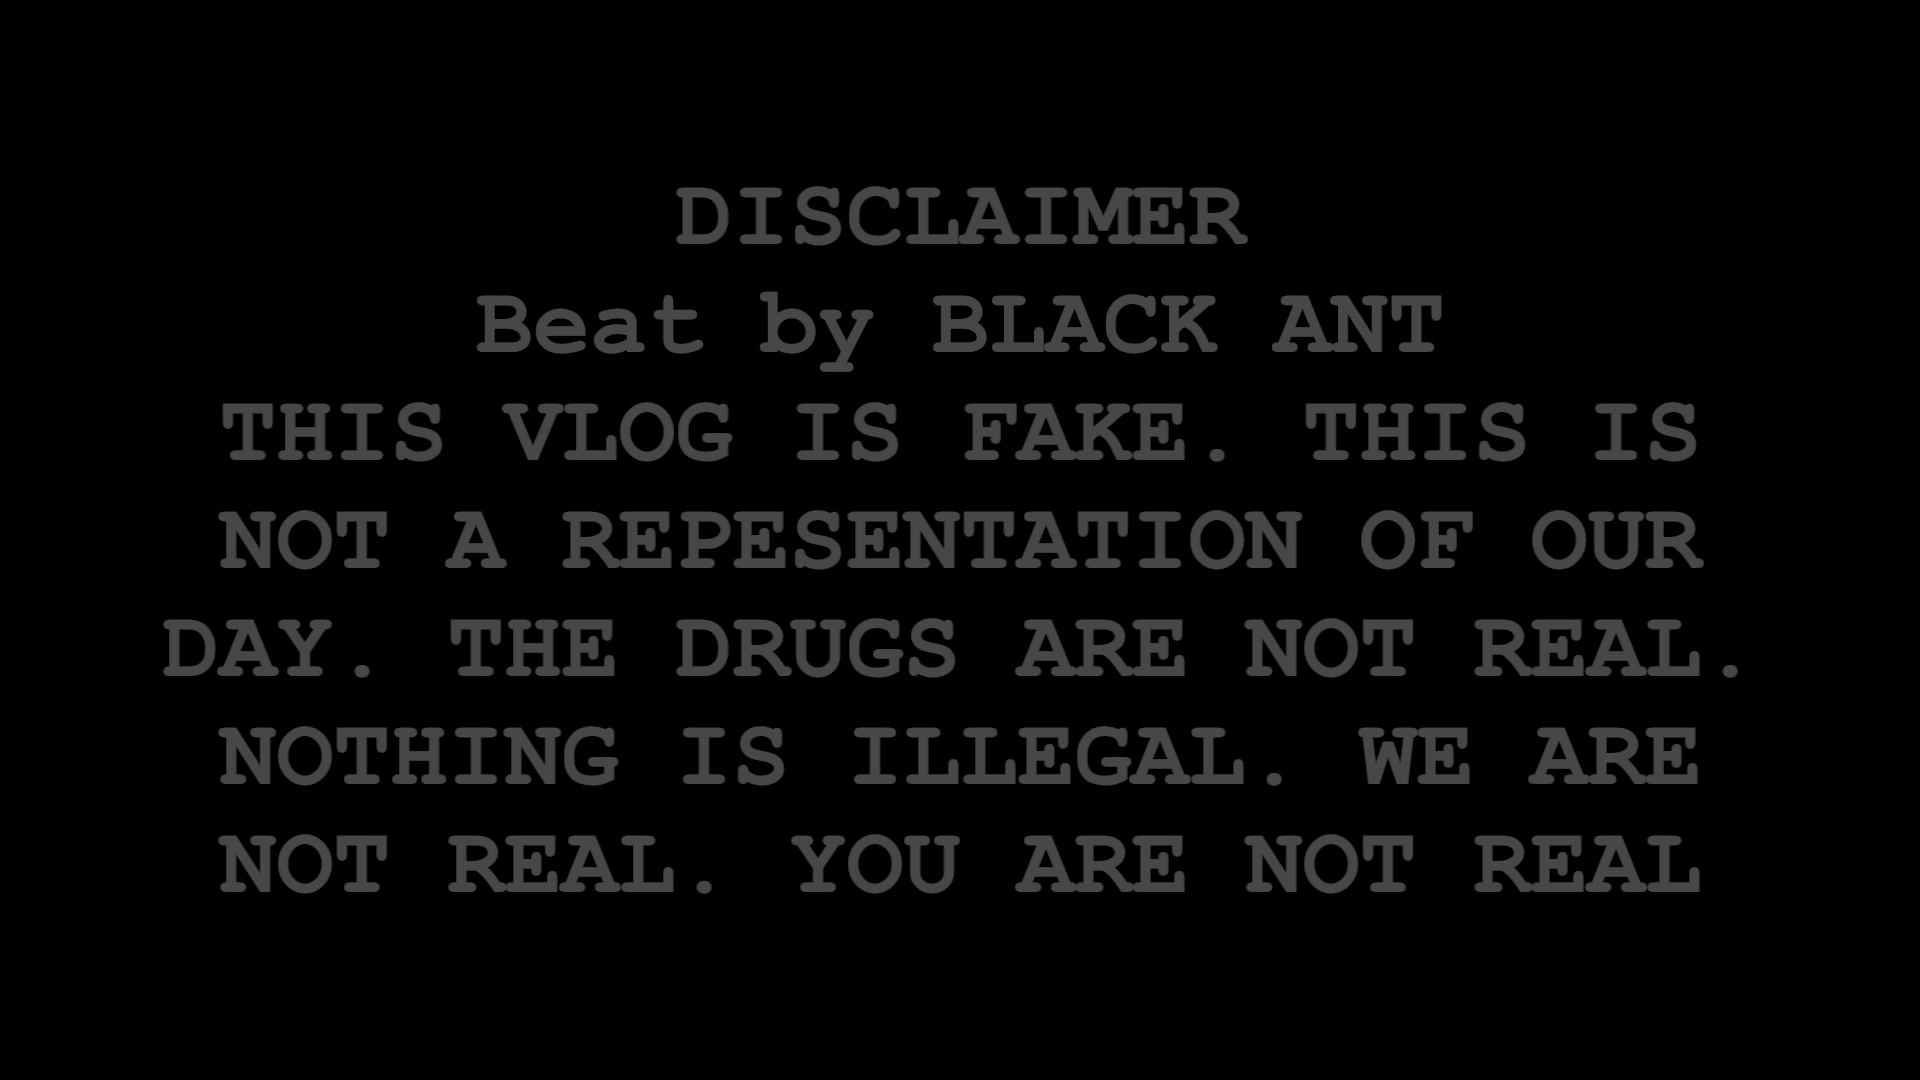 DISCLAIMER
Beat by BLACK ANT
THIS VLOG IS FAKE. THIS IS
NOT A REPESENTATION OF OUR
DAY. THE DRUGS ARE NOT REAL.
NOTHING IS ILLEGAL. WE ARE
NOT REAL. YOU ARE NOT REAL